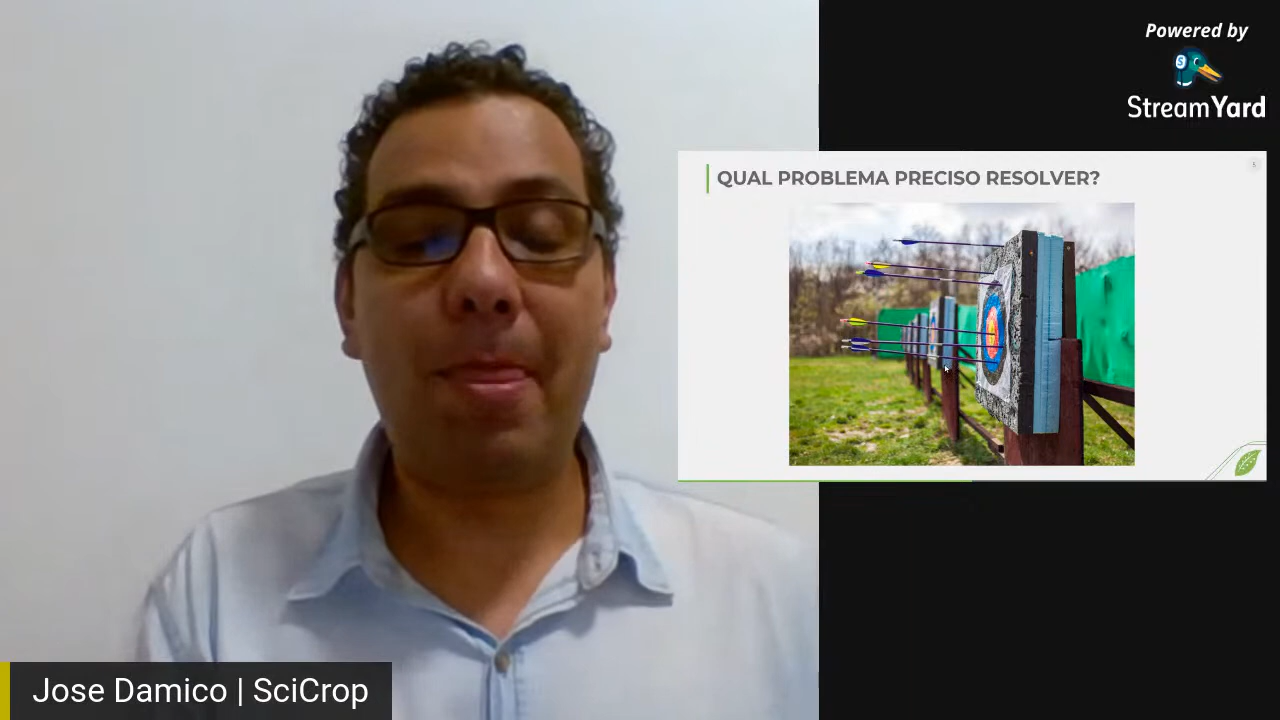 Powered by
StreamYard
QUAL PROBLEMA PRECISO RESOLVER?
Jose Damico | SciCrop